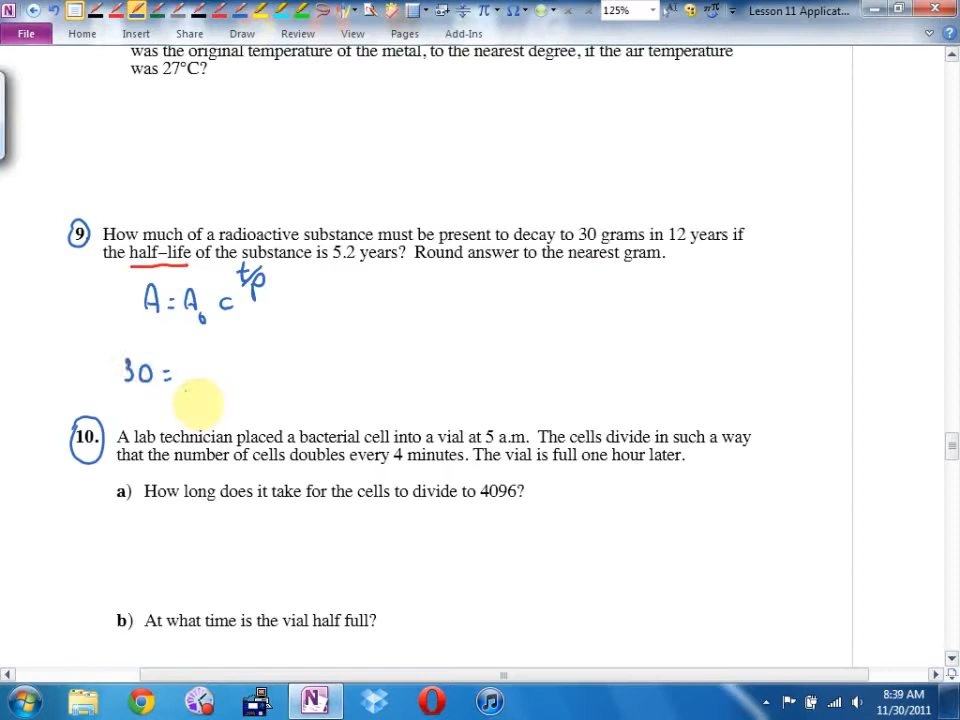 125%
Lesson 11 Applicat...
File Home Insert Share Draw Review View Pages Add-Ins
was the original temperature of the metal, to the nearest degree, if the air temperature
was 27°C?
9. How much of a radioactive substance must be present to decay to 30 grams in 12 years if
the half–life of the substance is 5.2 years? Round answer to the nearest gram.
A = A₀ c^(t/p)
30 =
10. A lab technician placed a bacterial cell into a vial at 5 a.m. The cells divide in such a way
that the number of cells doubles every 4 minutes. The vial is full one hour later.
a) How long does it take for the cells to divide to 4096?
b) At what time is the vial half full?
8:39 AM
11/30/2011